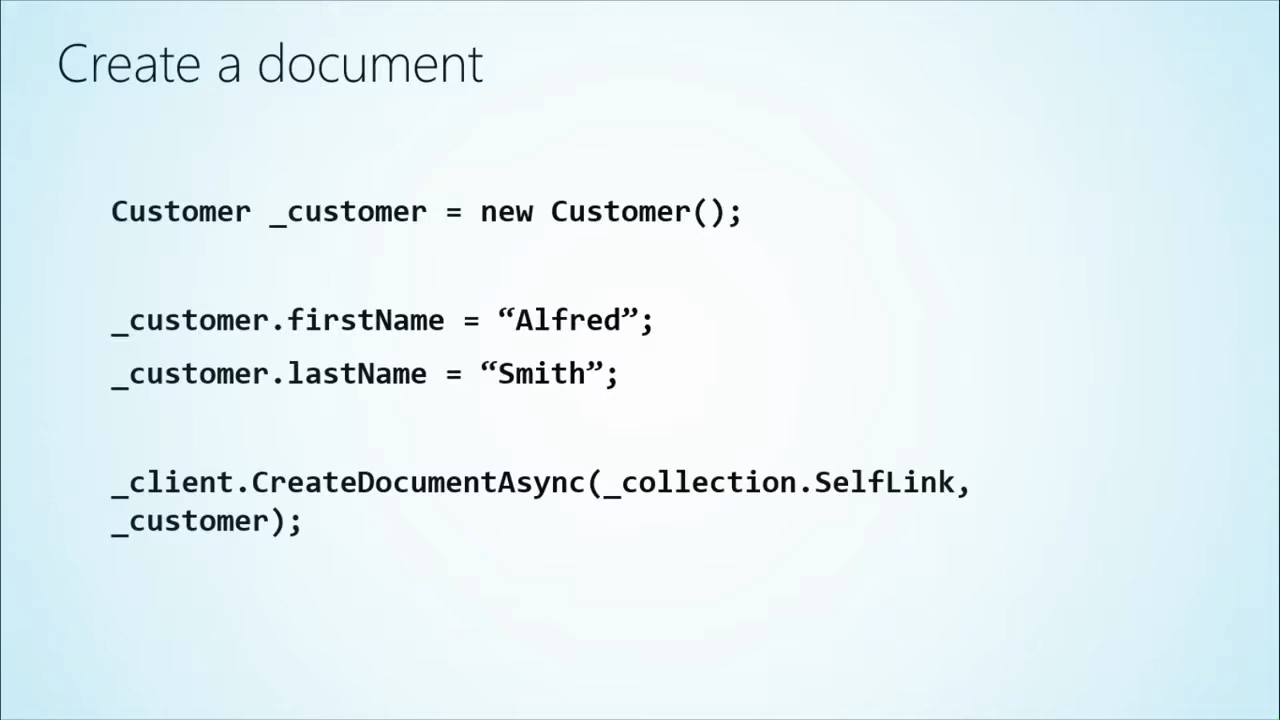 Create a document
Customer _customer = new Customer();
_customer.firstName = “Alfred”;
_customer.lastName = “Smith”;
_client.CreateDocumentAsync(_collection.SelfLink,
_customer);